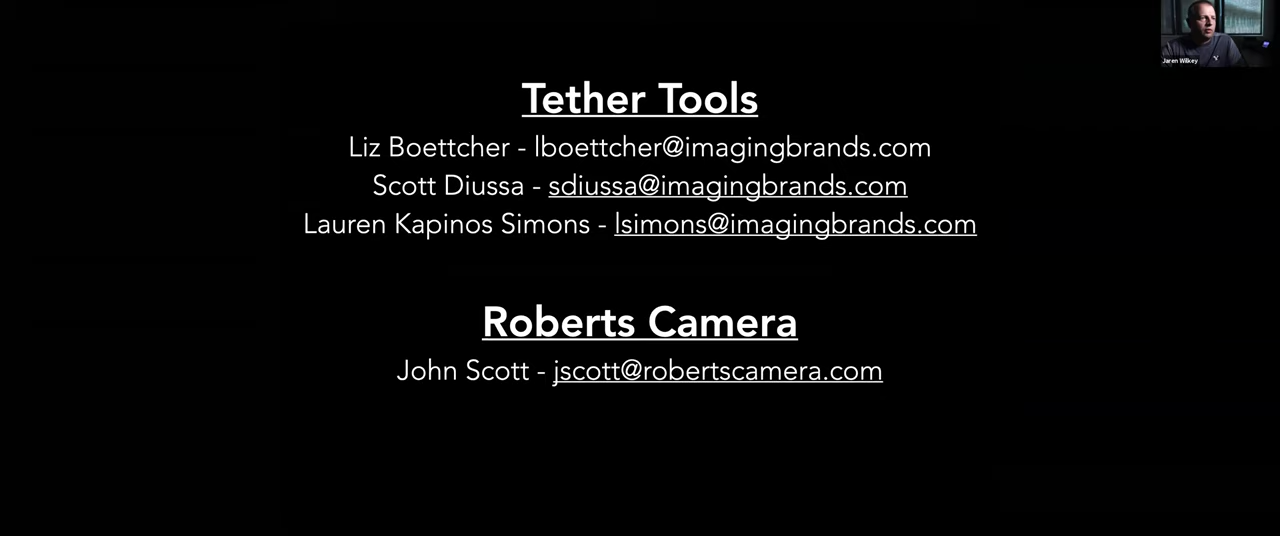 Jaren Wilkey
Tether Tools
Liz Boettcher - lboettcher@imagingbrands.com
Scott Diussa - sdiussa@imagingbrands.com
Lauren Kapinos Simons - lsimons@imagingbrands.com
Roberts Camera
John Scott - jscott@robertscamera.com